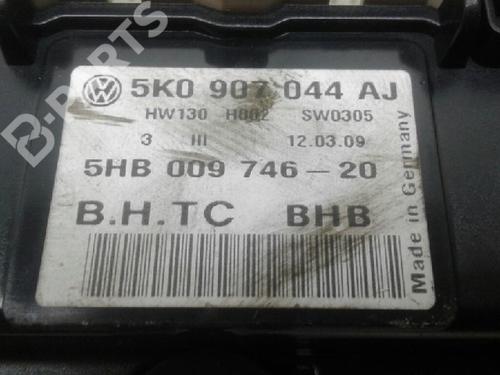 B-PARTS
5K0 907 044 AJ
HW130 H002 SW0305
3 III 12.03.09
5HB 009 746-20
B.H.TC BHB
Made in Germany